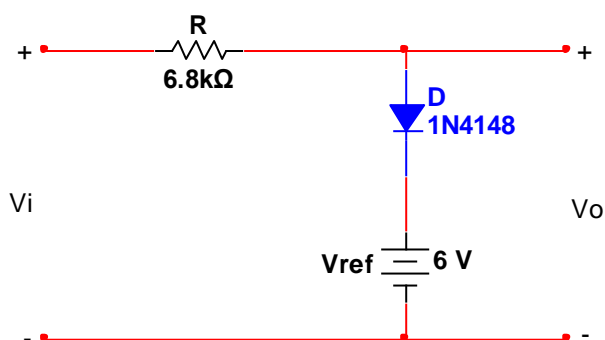 R
+ +
6.8kΩ
D
1N4148
Vi
Vo
Vref 6 V
- -